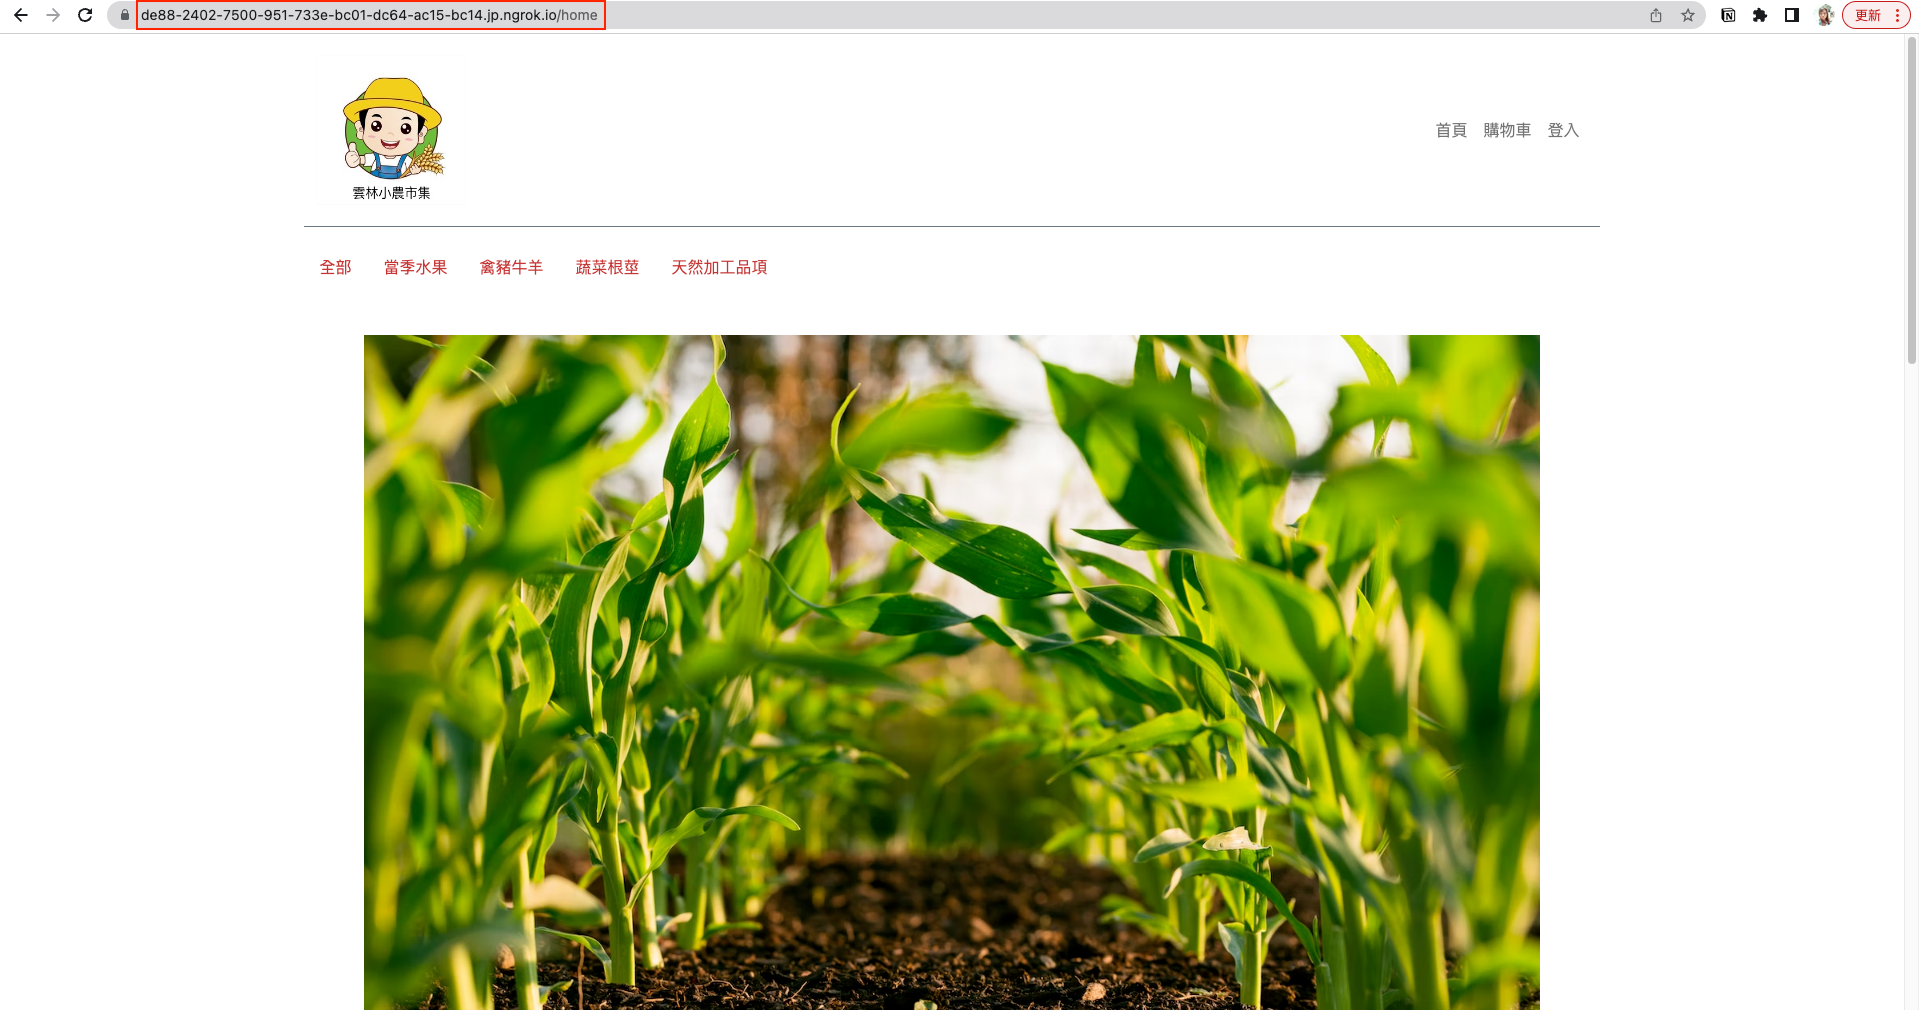 de88-2402-7500-951-733e-bc01-dc64-ac15-bc14.jp.ngrok.io/home
更新
雲林小農市集
首頁 購物車 登入
全部 當季水果 禽豬牛羊 蔬菜根莖 天然加工品項